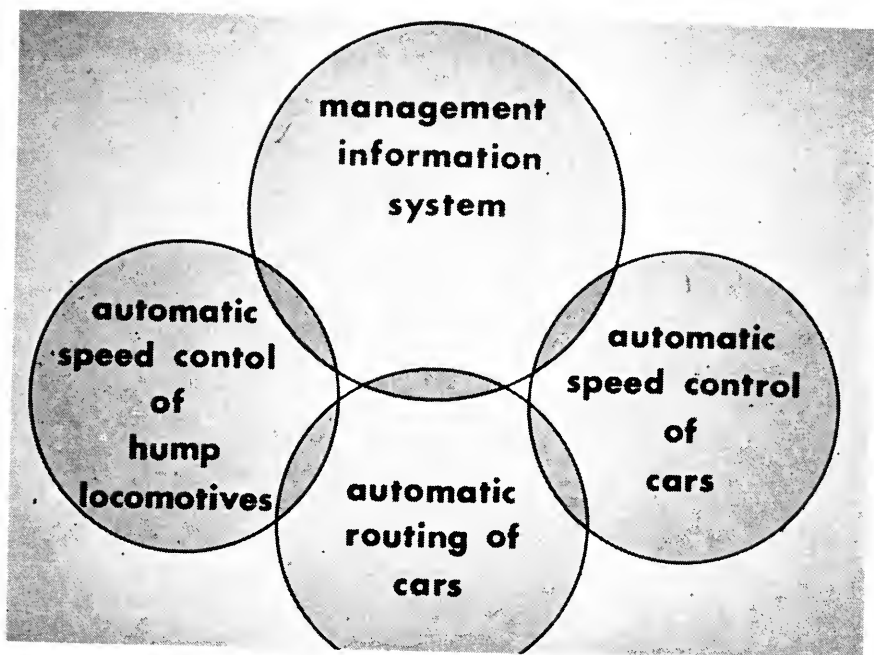 management
information
system
automatic
speed contol
of
hump
locomotives
automatic
speed control
of
cars
automatic
routing of
cars